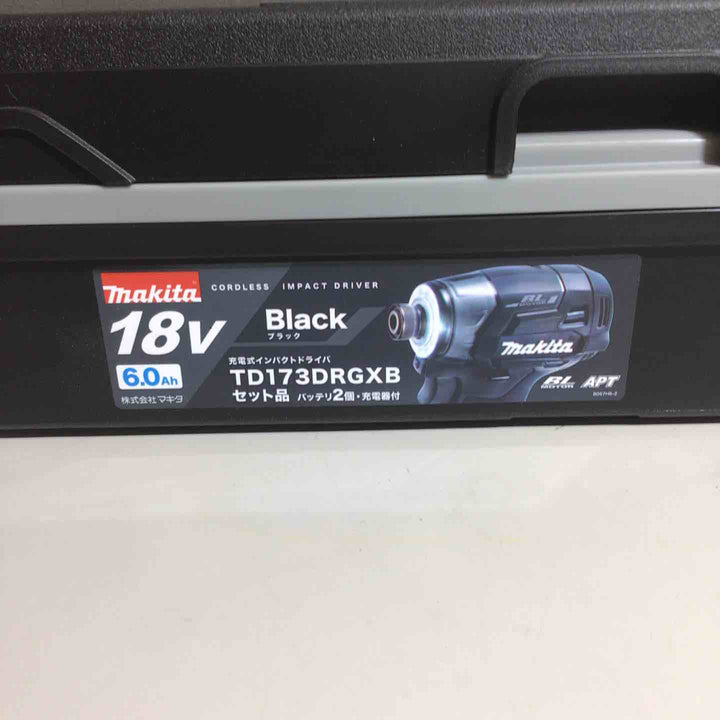 makita CORDLESS IMPACT DRIVER
18V
Black
ブラック
6.0Ah
充電式インパクトドライバ
TD173DRGXB
株式会社マキタ
セット品 バッテリ2個・充電器付
BL MOTOR
makita
BL MOTOR APT